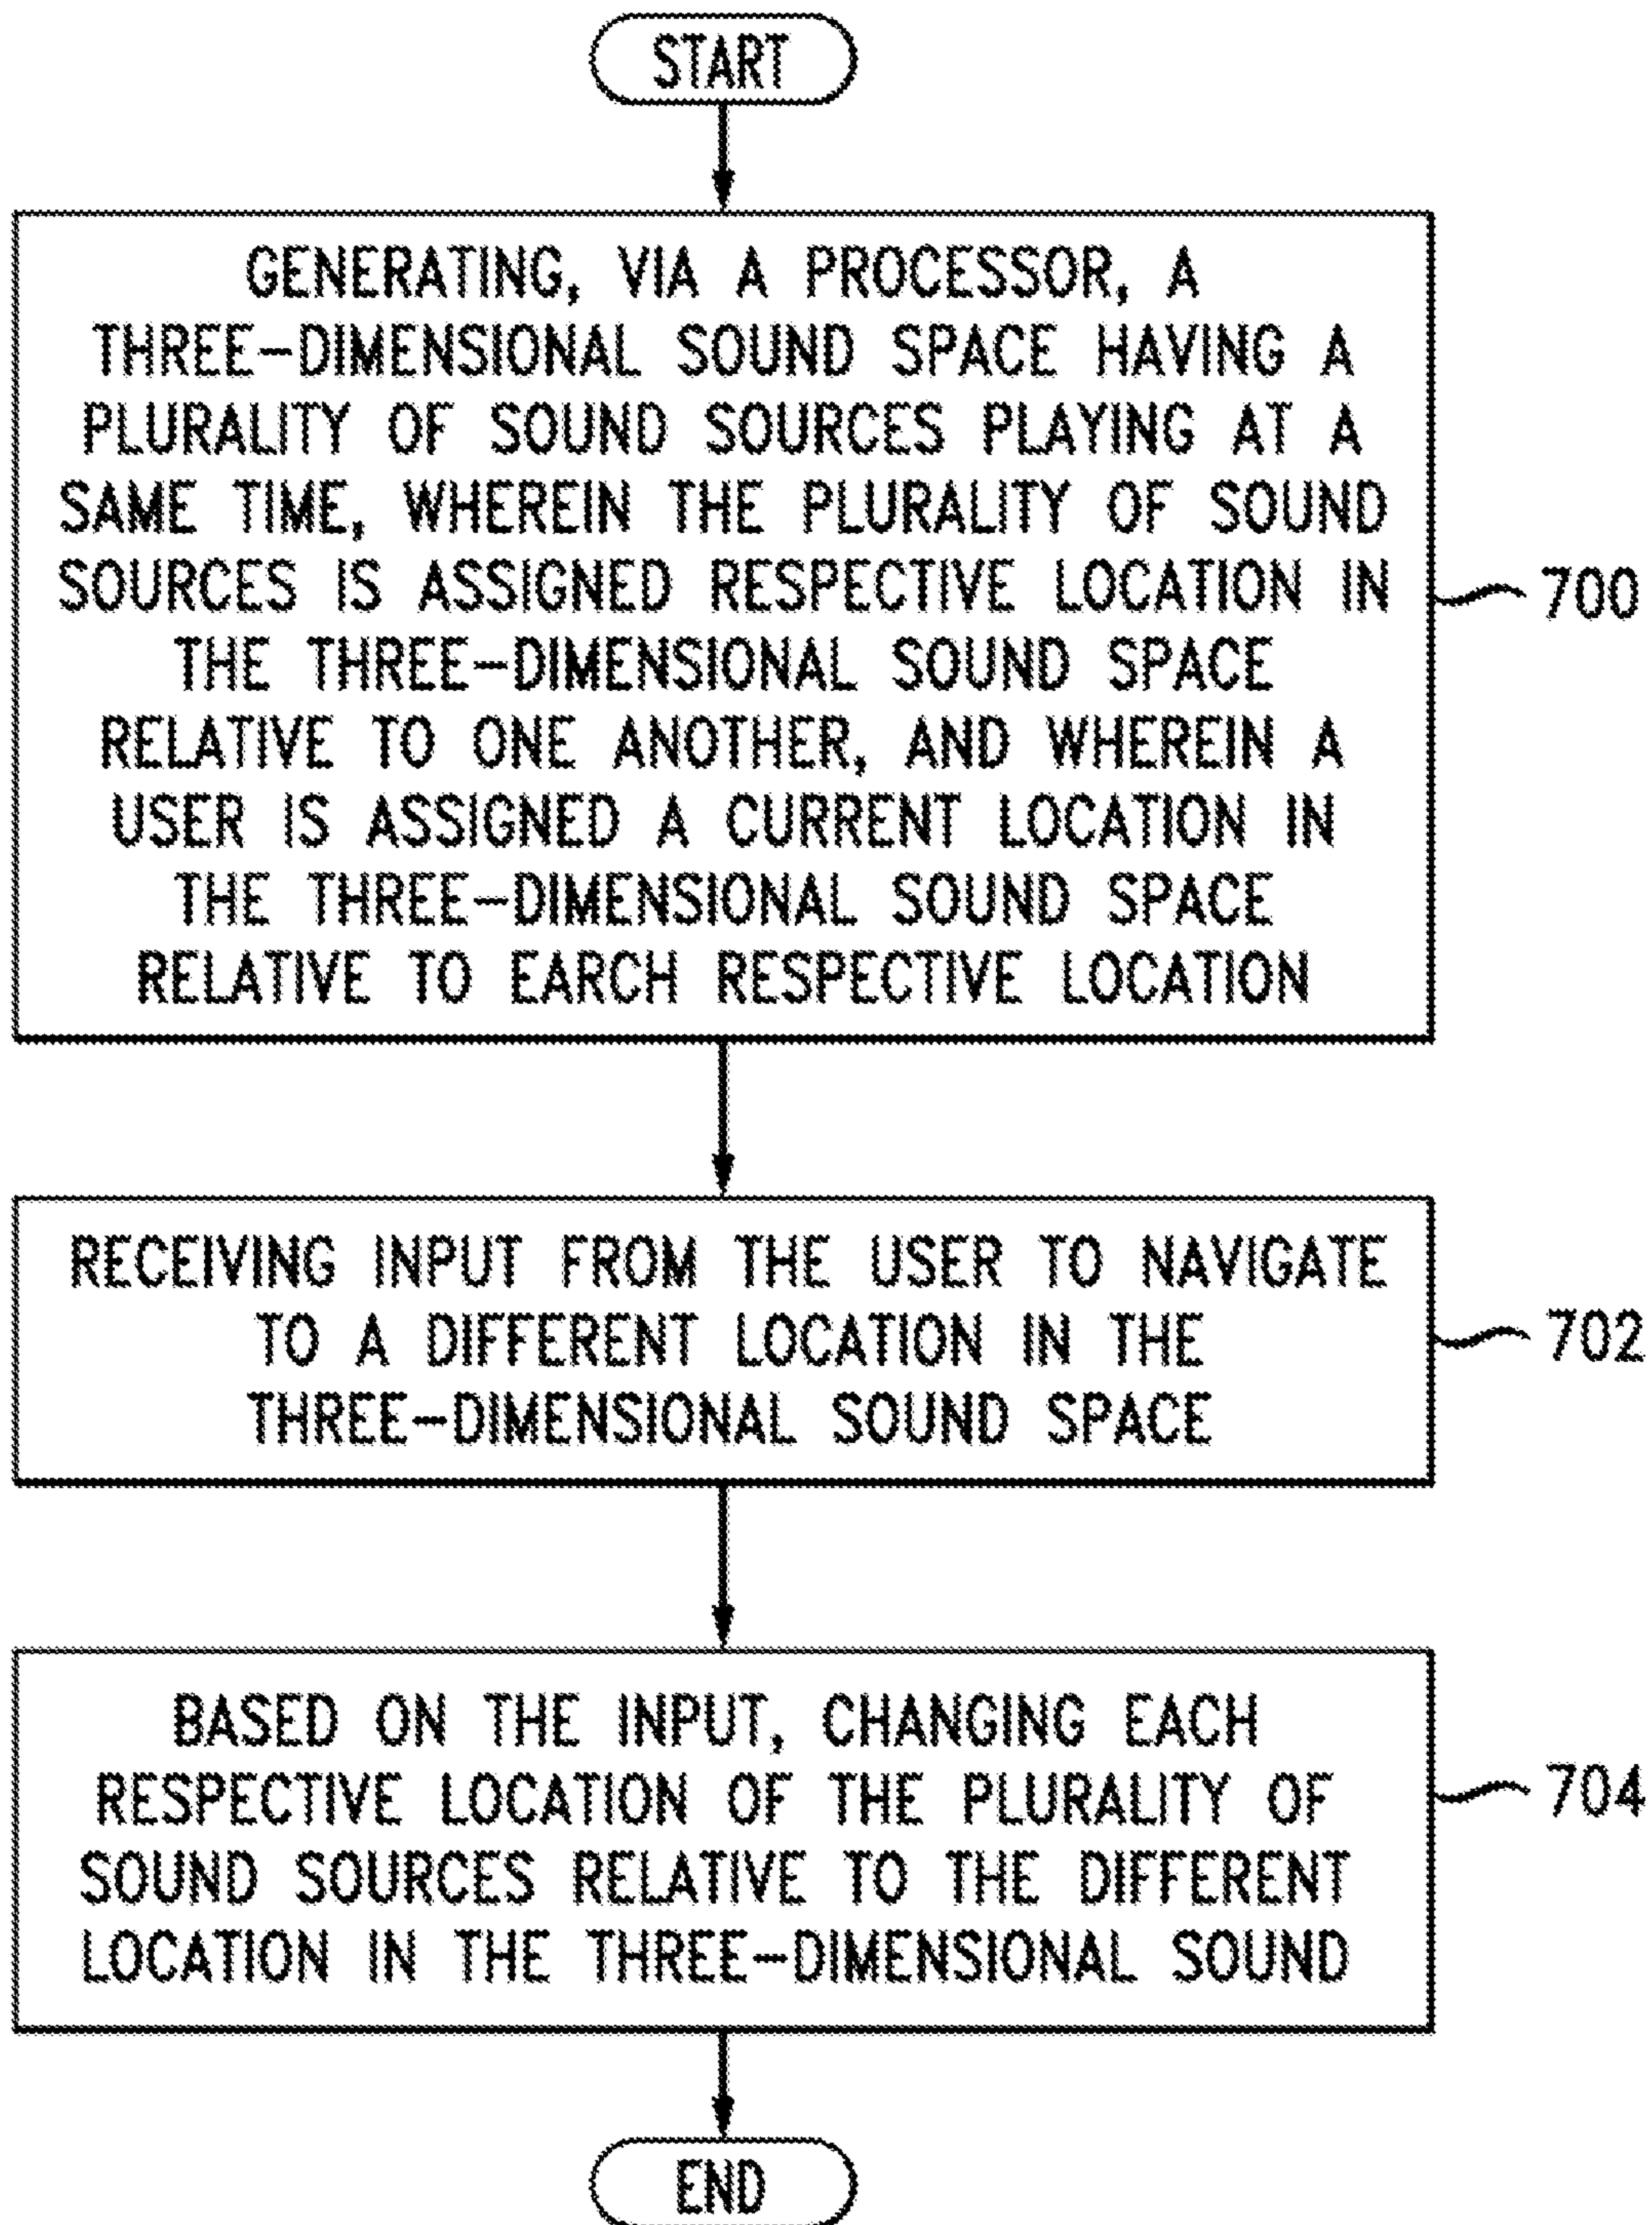 START
GENERATING, VIA A PROCESSOR, A
THREE-DIMENSIONAL SOUND SPACE HAVING A
PLURALITY OF SOUND SOURCES PLAYING AT A
SAME TIME, WHEREIN THE PLURALITY OF SOUND
SOURCES IS ASSIGNED RESPECTIVE LOCATION IN
THE THREE-DIMENSIONAL SOUND SPACE
RELATIVE TO ONE ANOTHER, AND WHEREIN A
USER IS ASSIGNED A CURRENT LOCATION IN
THE THREE-DIMENSIONAL SOUND SPACE
RELATIVE TO EARCH RESPECTIVE LOCATION
700
RECEIVING INPUT FROM THE USER TO NAVIGATE
TO A DIFFERENT LOCATION IN THE
THREE-DIMENSIONAL SOUND SPACE
702
BASED ON THE INPUT, CHANGING EACH
RESPECTIVE LOCATION OF THE PLURALITY OF
SOUND SOURCES RELATIVE TO THE DIFFERENT
LOCATION IN THE THREE-DIMENSIONAL SOUND
704
END